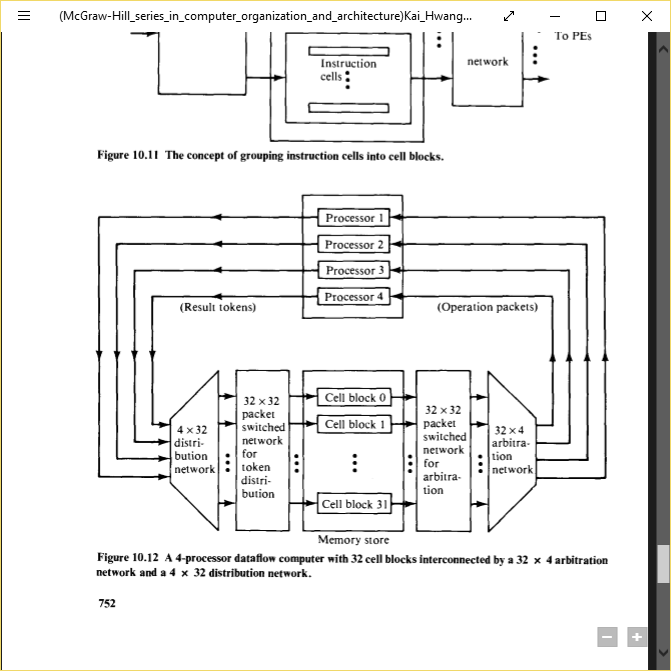 (McGraw-Hill_series_in_computer_organization_and_architecture)Kai_Hwang...
To PEs
Instruction
cells
network
Figure 10.11 The concept of grouping instruction cells into cell blocks.
Processor 1
Processor 2
Processor 3
Processor 4
(Result tokens)
(Operation packets)
4 × 32
distri-
bution
network
32 × 32
packet
switched
network
for
token
distri-
bution
Cell block 0
Cell block 1
Cell block 31
32 × 32
packet
switched
network
for
arbitra-
tion
32 × 4
arbitra-
tion
network
Memory store
Figure 10.12 A 4-processor dataflow computer with 32 cell blocks interconnected by a 32 × 4 arbitration
network and a 4 × 32 distribution network.
752